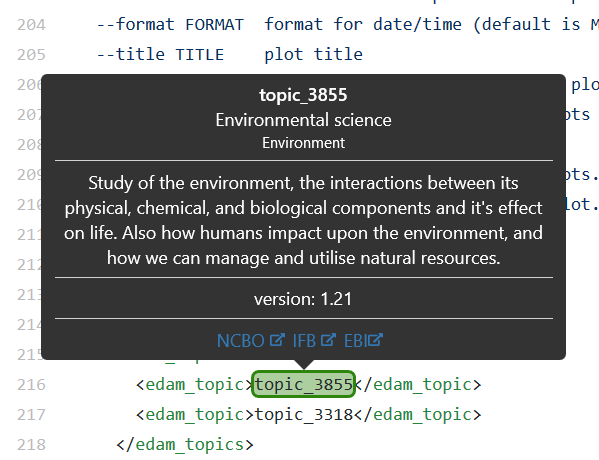 204 --format FORMAT format for date/time (default is M
205 --title TITLE plot title
206 plo
topic_3855
Environmental science
Environment
Study of the environment, the interactions between its
physical, chemical, and biological components and it's effect
on life. Also how humans impact upon the environment, and
how we can manage and utilise natural resources.
version: 1.21
NCBO IFB EBI
207 ots
208
209 ots.
210 lot.
211
212
213
214
215
216 <edam_topic>topic_3855</edam_topic>
217 <edam_topic>topic_3318</edam_topic>
218 </edam_topics>